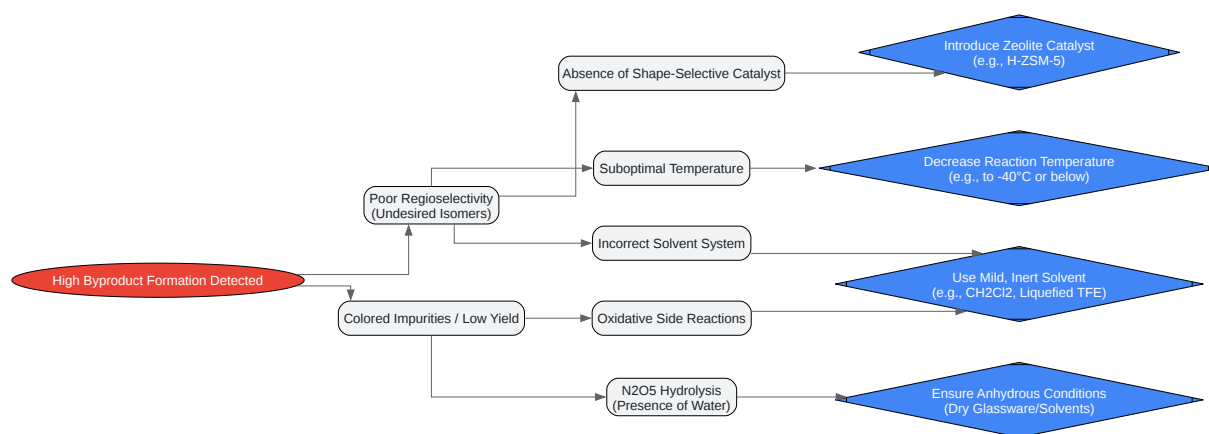 Introduce Zeolite Catalyst
(e.g., H-ZSM-5)
Absence of Shape-Selective Catalyst
Decrease Reaction Temperature
(e.g., to -40°C or below)
Suboptimal Temperature
Poor Regioselectivity
(Undesired Isomers)
Incorrect Solvent System
High Byproduct Formation Detected
Use Mild, Inert Solvent
(e.g., CH2Cl2, Liquefied TFE)
Colored Impurities / Low Yield
Oxidative Side Reactions
N2O5 Hydrolysis
(Presence of Water)
Ensure Anhydrous Conditions
(Dry Glassware/Solvents)